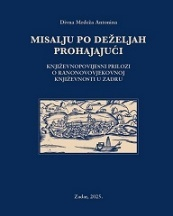 Divna Mrdeža Antonina
MISALJU PO DEŽELJAH
PROHAJAJUĆI
KNJIŽEVNOPOVIJESNI PRILOZI
O RANONOVOVJEKOVNOJ
KNJIŽEVNOSTI U ZADRU
Zadar, 2025.